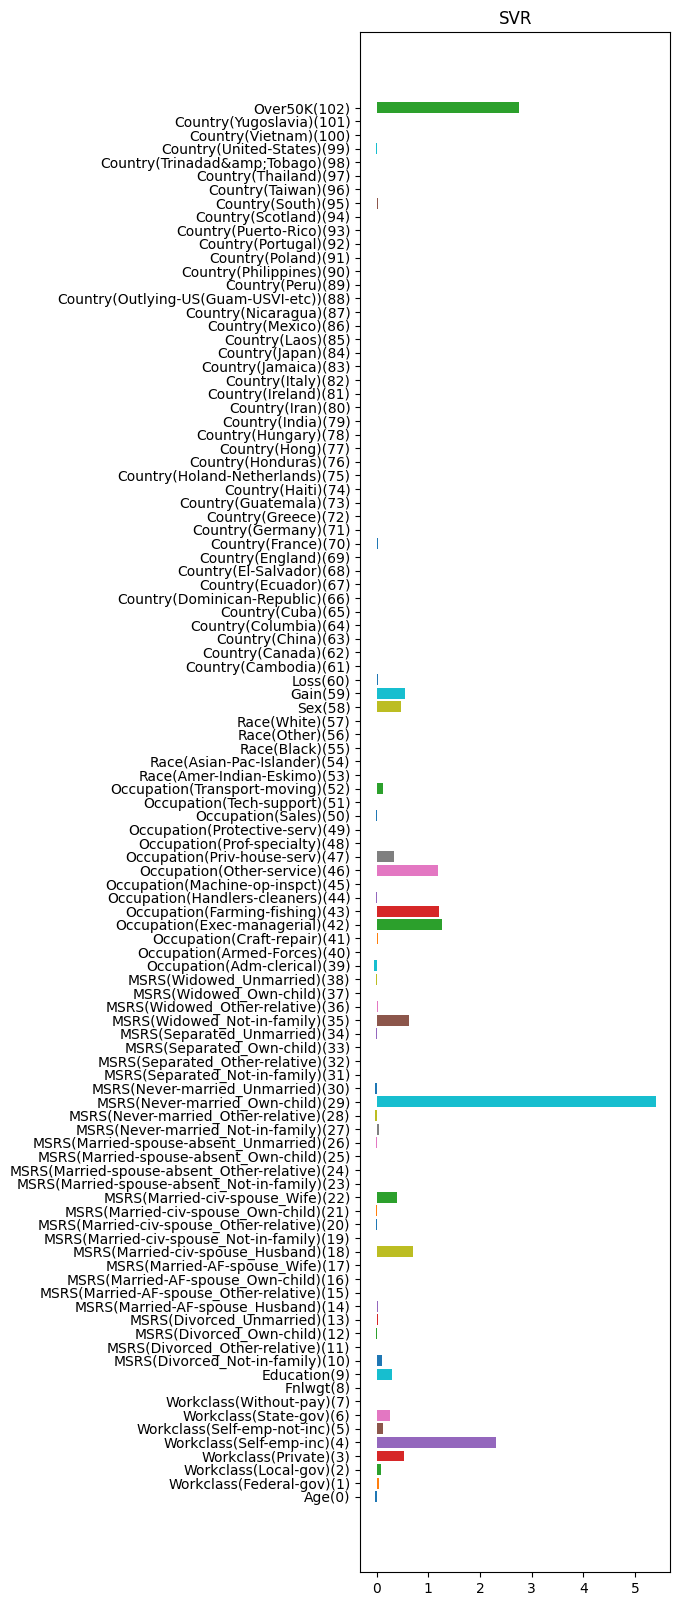 SVR
Over50K(102)
Country(Yugoslavia)(101)
Country(Vietnam)(100)
Country(United-States)(99)
Country(Trinadad&amp;Tobago)(98)
Country(Thailand)(97)
Country(Taiwan)(96)
Country(South)(95)
Country(Scotland)(94)
Country(Puerto-Rico)(93)
Country(Portugal)(92)
Country(Poland)(91)
Country(Philippines)(90)
Country(Peru)(89)
Country(Outlying-US(Guam-USVI-etc))(88)
Country(Nicaragua)(87)
Country(Mexico)(86)
Country(Laos)(85)
Country(Japan)(84)
Country(Jamaica)(83)
Country(Italy)(82)
Country(Ireland)(81)
Country(Iran)(80)
Country(India)(79)
Country(Hungary)(78)
Country(Hong)(77)
Country(Honduras)(76)
Country(Holand-Netherlands)(75)
Country(Haiti)(74)
Country(Guatemala)(73)
Country(Greece)(72)
Country(Germany)(71)
Country(France)(70)
Country(England)(69)
Country(El-Salvador)(68)
Country(Ecuador)(67)
Country(Dominican-Republic)(66)
Country(Cuba)(65)
Country(Columbia)(64)
Country(China)(63)
Country(Canada)(62)
Country(Cambodia)(61)
Loss(60)
Gain(59)
Sex(58)
Race(White)(57)
Race(Other)(56)
Race(Black)(55)
Race(Asian-Pac-Islander)(54)
Race(Amer-Indian-Eskimo)(53)
Occupation(Transport-moving)(52)
Occupation(Tech-support)(51)
Occupation(Sales)(50)
Occupation(Protective-serv)(49)
Occupation(Prof-specialty)(48)
Occupation(Priv-house-serv)(47)
Occupation(Other-service)(46)
Occupation(Machine-op-inspct)(45)
Occupation(Handlers-cleaners)(44)
Occupation(Farming-fishing)(43)
Occupation(Exec-managerial)(42)
Occupation(Craft-repair)(41)
Occupation(Armed-Forces)(40)
Occupation(Adm-clerical)(39)
MSRS(Widowed_Unmarried)(38)
MSRS(Widowed_Own-child)(37)
MSRS(Widowed_Other-relative)(36)
MSRS(Widowed_Not-in-family)(35)
MSRS(Separated_Unmarried)(34)
MSRS(Separated_Own-child)(33)
MSRS(Separated_Other-relative)(32)
MSRS(Separated_Not-in-family)(31)
MSRS(Never-married_Unmarried)(30)
MSRS(Never-married_Own-child)(29)
MSRS(Never-married_Other-relative)(28)
MSRS(Never-married_Not-in-family)(27)
MSRS(Married-spouse-absent_Unmarried)(26)
MSRS(Married-spouse-absent_Own-child)(25)
MSRS(Married-spouse-absent_Other-relative)(24)
MSRS(Married-spouse-absent_Not-in-family)(23)
MSRS(Married-civ-spouse_Wife)(22)
MSRS(Married-civ-spouse_Own-child)(21)
MSRS(Married-civ-spouse_Other-relative)(20)
MSRS(Married-civ-spouse_Not-in-family)(19)
MSRS(Married-civ-spouse_Husband)(18)
MSRS(Married-AF-spouse_Wife)(17)
MSRS(Married-AF-spouse_Own-child)(16)
MSRS(Married-AF-spouse_Other-relative)(15)
MSRS(Married-AF-spouse_Husband)(14)
MSRS(Divorced_Unmarried)(13)
MSRS(Divorced_Own-child)(12)
MSRS(Divorced_Other-relative)(11)
MSRS(Divorced_Not-in-family)(10)
Education(9)
Fnlwgt(8)
Workclass(Without-pay)(7)
Workclass(State-gov)(6)
Workclass(Self-emp-not-inc)(5)
Workclass(Self-emp-inc)(4)
Workclass(Private)(3)
Workclass(Local-gov)(2)
Workclass(Federal-gov)(1)
Age(0)
0 1 2 3 4 5